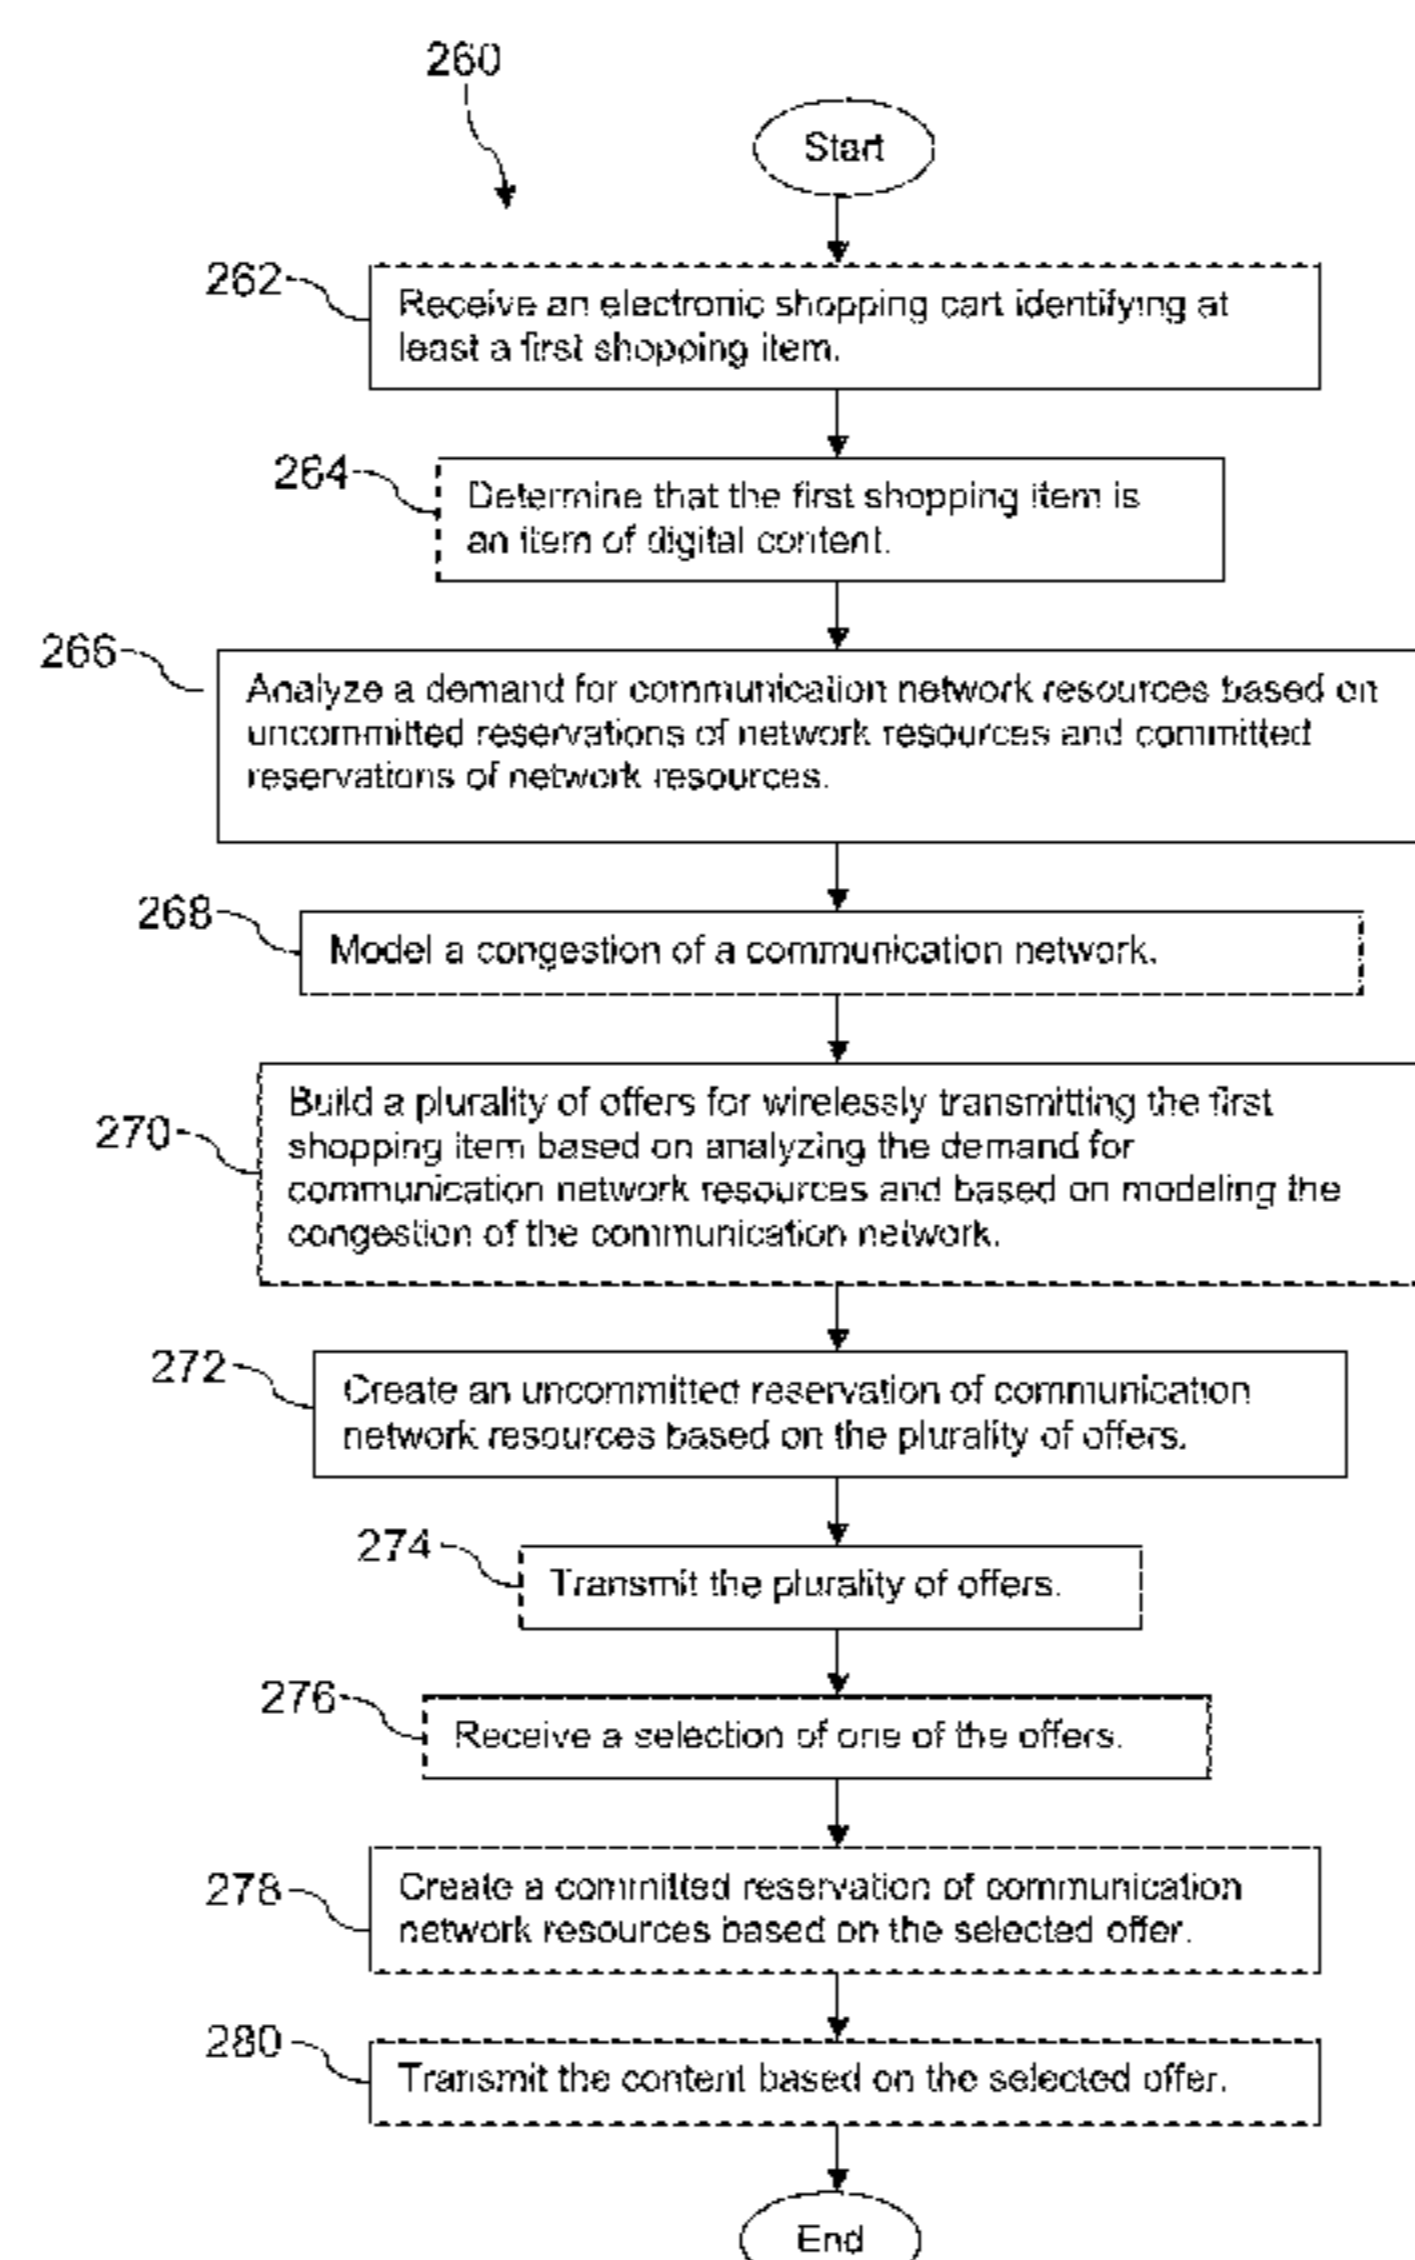 260
Start
262
Receive an electronic shopping cart identifying at
least a first shopping item.
264
Determine that the first shopping item is
an item of digital content.
266
Analyze a demand for communication network resources based on
uncommitted reservations of network resources and committed
reservations of network resources.
268
Model a congestion of a communication network.
270
Build a plurality of offers for wirelessly transmitting the first
shopping item based on analyzing the demand for
communication network resources and based on modeling the
congestion of the communication network.
272
Create an uncommitted reservation of communication
network resources based on the plurality of offers.
274
Transmit the plurality of offers.
276
Receive a selection of one of the offers.
278
Create a committed reservation of communication
network resources based on the selected offer.
280
Transmit the content based on the selected offer.
End